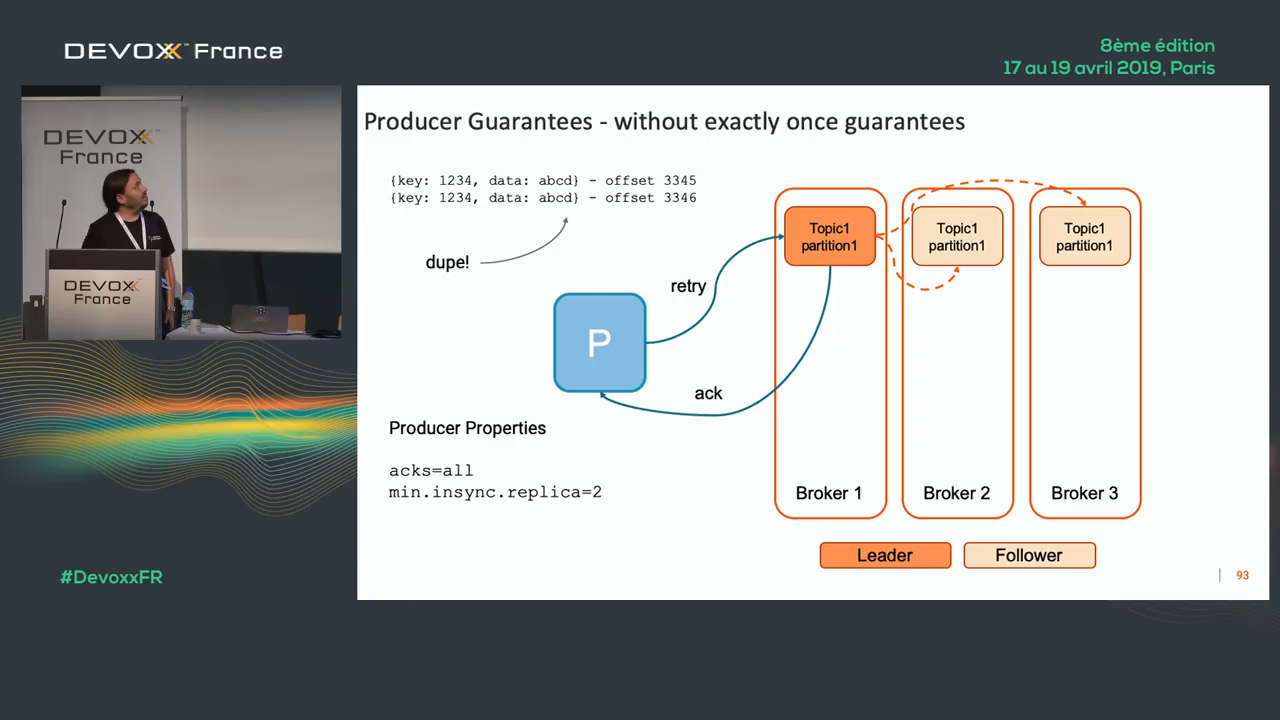 DEVOXX™ France
8ème édition
17 au 19 avril 2019, Paris
DEVOXX™
France
DEVOXX
France
#DevoxxFR
Producer Guarantees - without exactly once guarantees
{key: 1234, data: abcd} - offset 3345
{key: 1234, data: abcd} - offset 3346
dupe!
retry
P
ack
Producer Properties
acks=all
min.insync.replica=2
Topic1
partition1
Topic1
partition1
Topic1
partition1
Broker 1
Broker 2
Broker 3
Leader
Follower
93